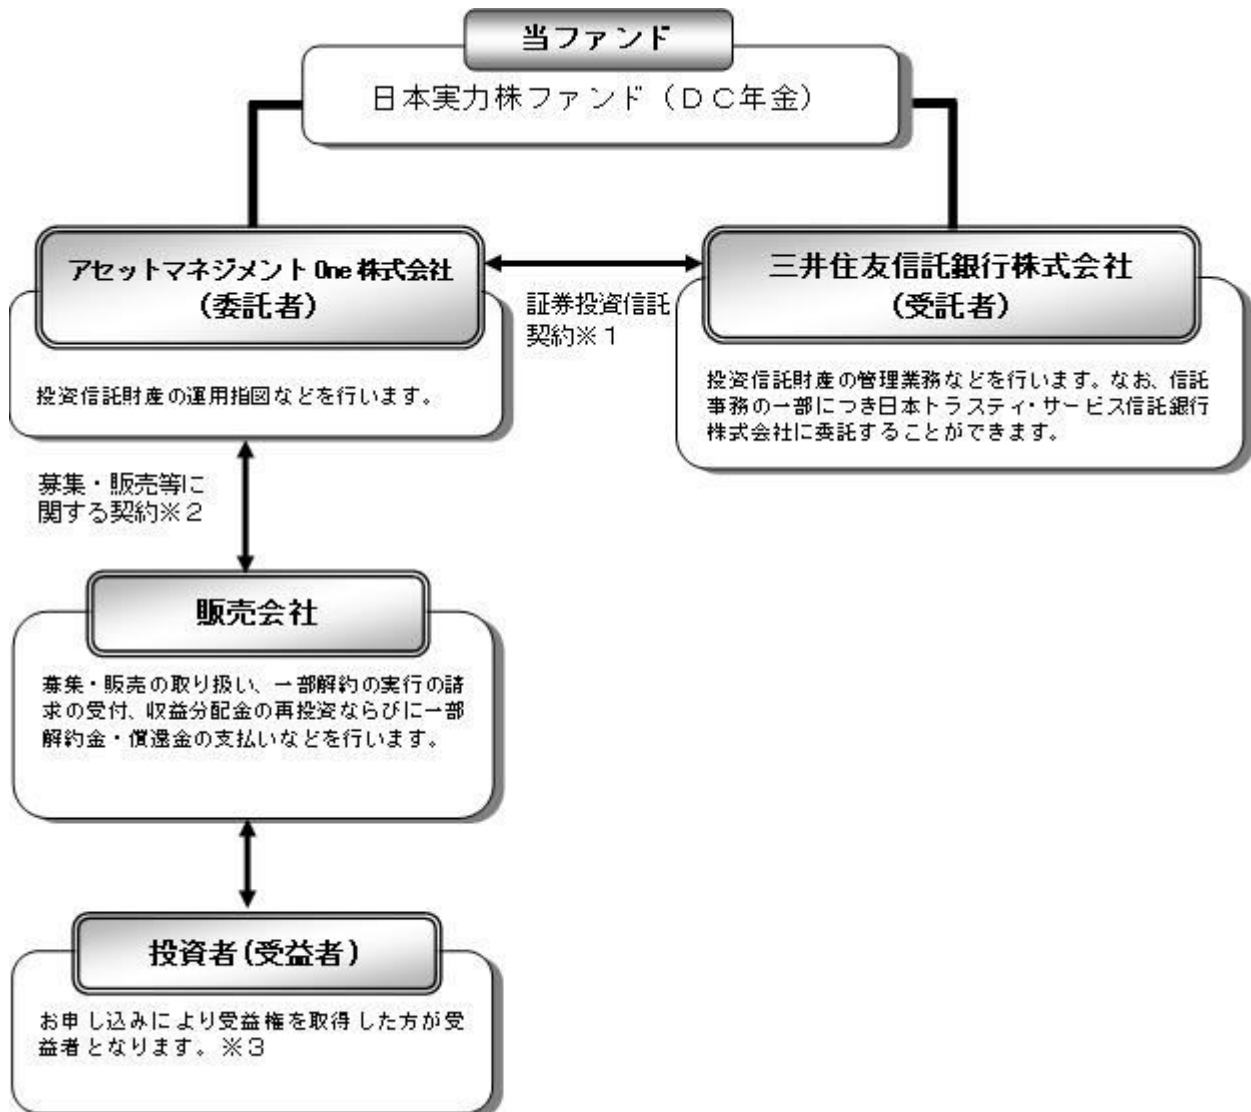 当ファンド
日本実力株ファンド（ＤＣ年金）
アセットマネジメント One 株式会社
（委託者）
投資信託財産の運用指図などを行います。
証券投資信託
契約※１
三井住友信託銀行株式会社
（受託者）
投資信託財産の管理業務などを行います。なお、信託
事務の一部につき日本トラスティ・サービス信託銀行
株式会社に委託することができます。
募集・販売等に
関する契約※２
販売会社
募集・販売の取り扱い、一部解約の実行の請
求の受付、収益分配金の再投資ならびに一部
解約金・償還金の支払いなどを行います。
投資者（受益者）
お申し込みにより受益権を取得した方が受
益者となります。※３